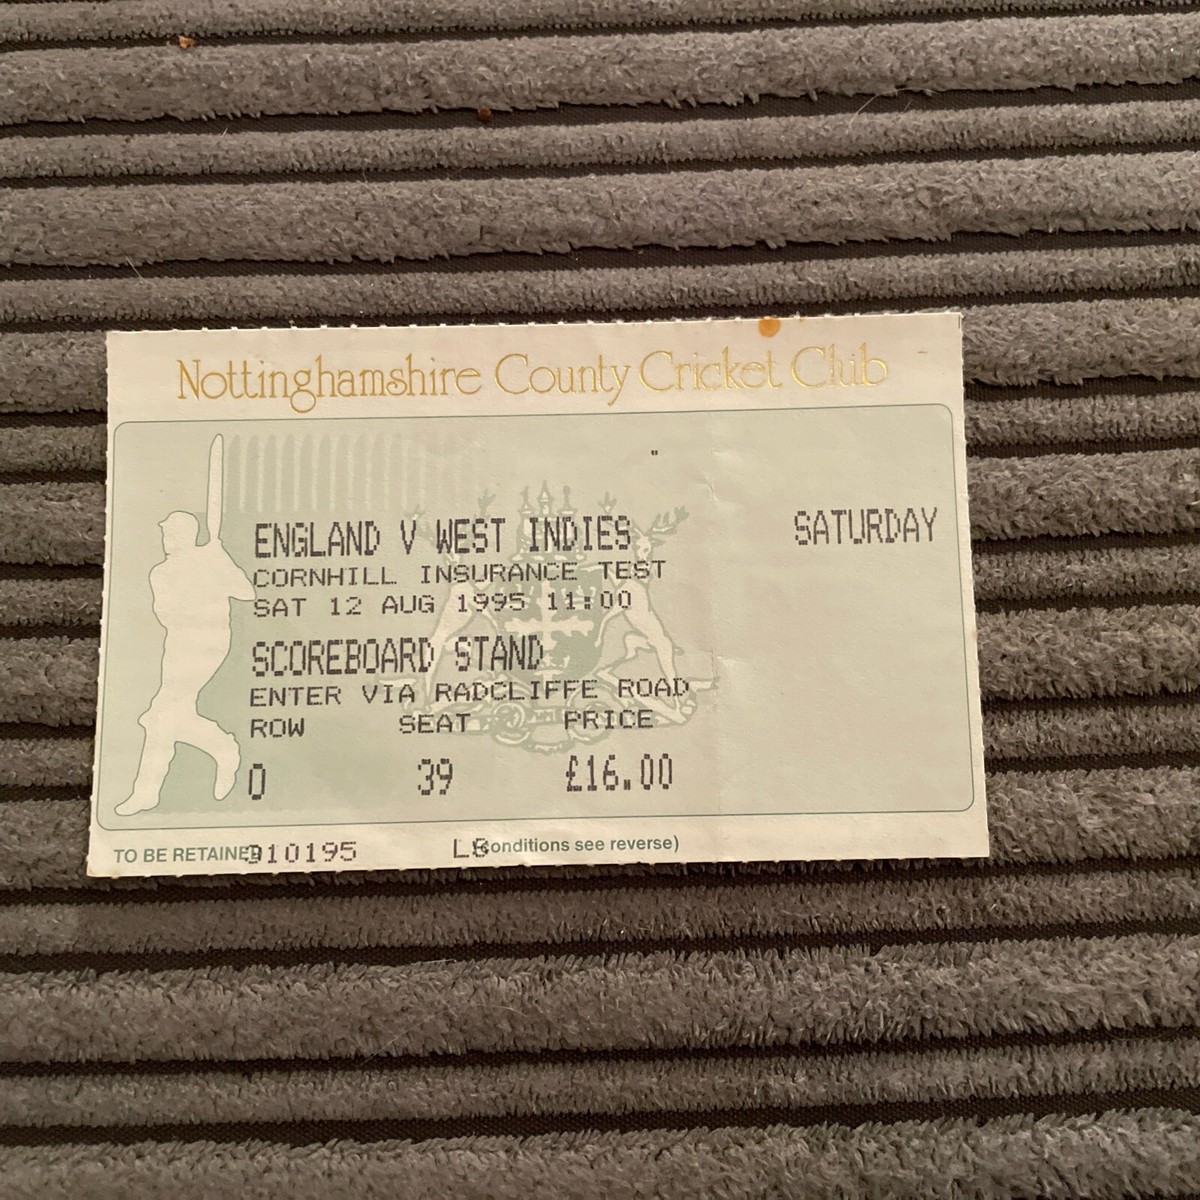 Nottinghamshire County Cricket Club
ENGLAND V WEST INDIES SATURDAY
CORNHILL INSURANCE TEST
SAT 12 AUG 1995 11:00
SCOREBOARD STAND
ENTER VIA RADCLIFFE ROAD
ROW SEAT PRICE
O 39 £16.00
TO BE RETAINED 010195 conditions see reverse)